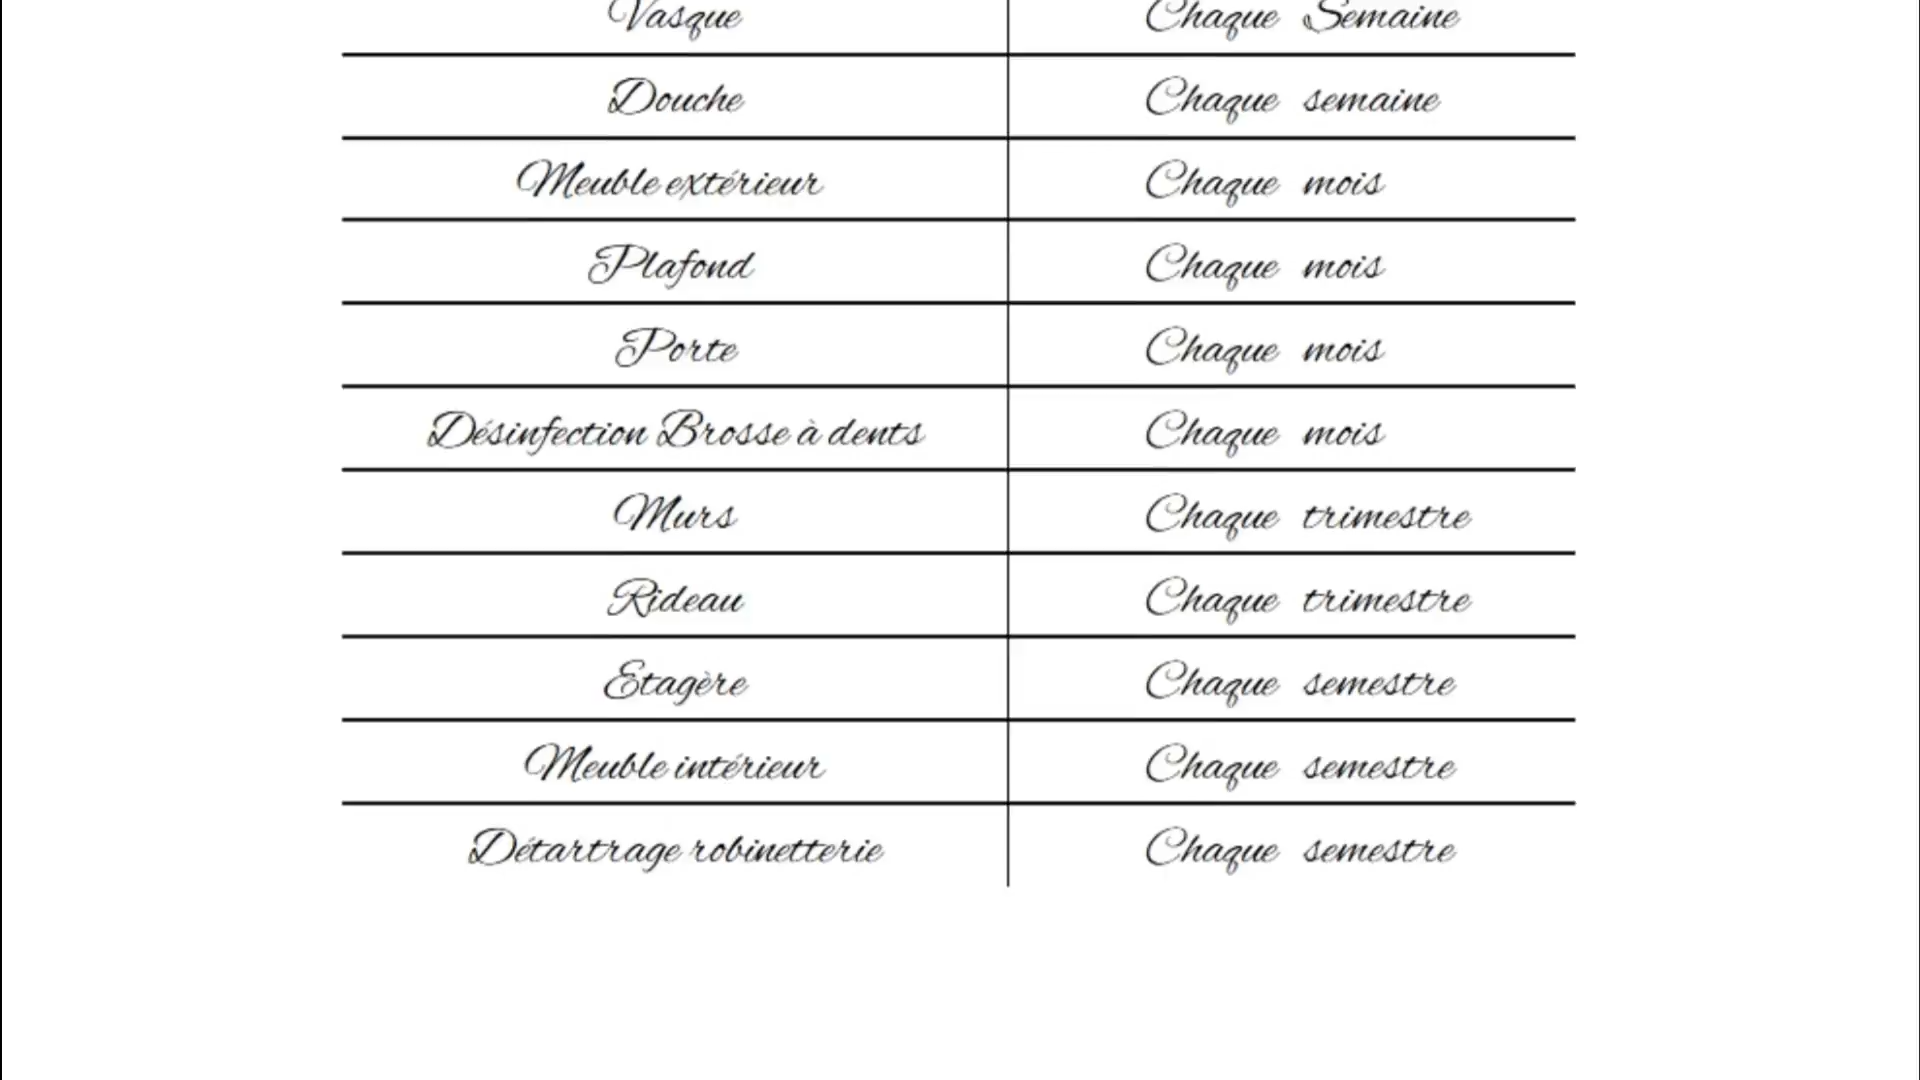 Vasque Chaque Semaine
Douche Chaque semaine
Meuble extérieur Chaque mois
Plafond Chaque mois
Porte Chaque mois
Désinfection Brosse à dents Chaque mois
Murs Chaque trimestre
Rideau Chaque trimestre
Etagère Chaque semestre
Meuble intérieur Chaque semestre
Détartrage robinetterie Chaque semestre